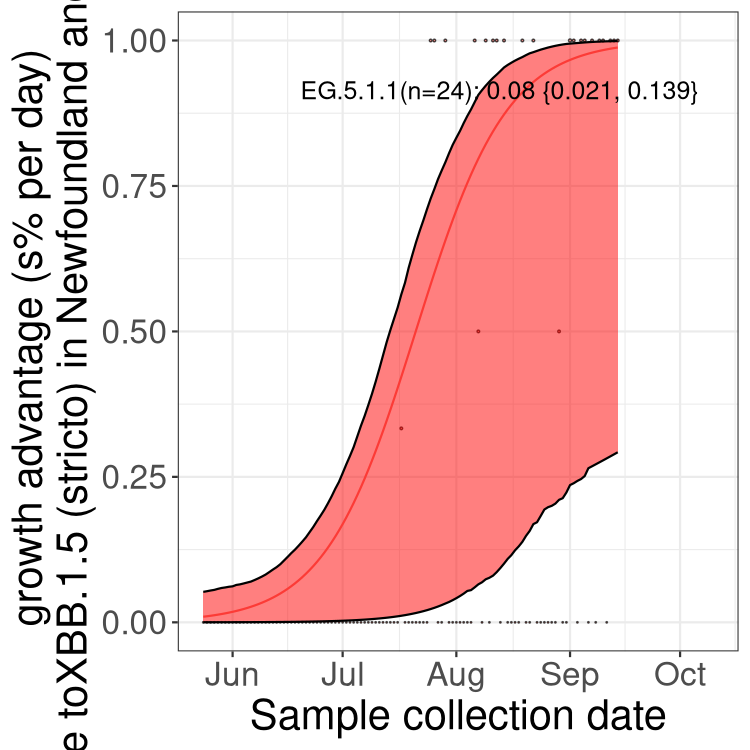 growth advantage (s% per day)
toXBB.1.5 (stricto) in Newfoundland
1.00
0.75
0.50
0.25
0.00
EG.5.1.1(n=24): 0.08 {0.021, 0.139}
Jun Jul Aug Sep Oct
Sample collection date